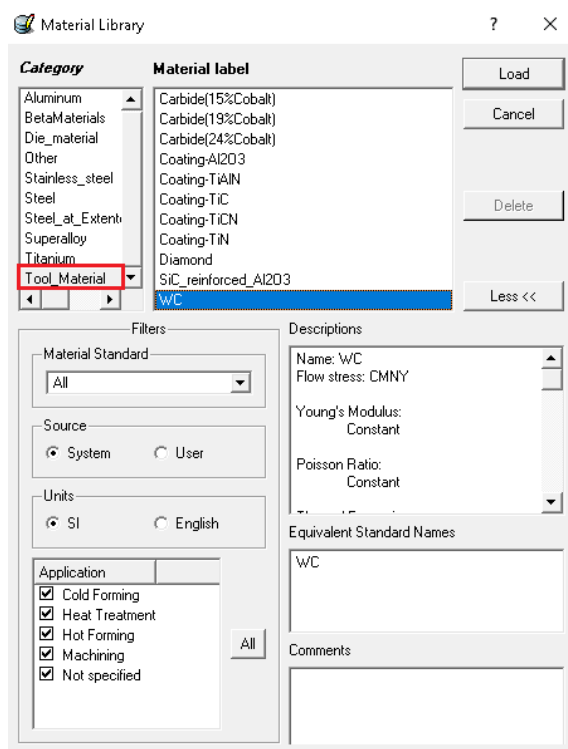 Material Library
?
Category
Material label
Aluminum
BetaMaterials
Die_material
Other
Stainless_steel
Steel
Steel_at_Extent
Superalloy
Titanium
Tool_Material
Carbide(15%Cobalt)
Carbide(19%Cobalt)
Carbide(24%Cobalt)
Coating-Al2O3
Coating-TiAlN
Coating-TiC
Coating-TiCN
Coating-TiN
Diamond
SiC_reinforced_Al2O3
WC
Load
Cancel
Delete
Less <<
Filters
Material Standard
All
Source
System
User
Units
SI
English
Application
Cold Forming
Heat Treatment
Hot Forming
Machining
Not specified
All
Descriptions
Name: WC
Flow stress: CMNY
Young's Modulus:
Constant
Poisson Ratio:
Constant
Equivalent Standard Names
WC
Comments